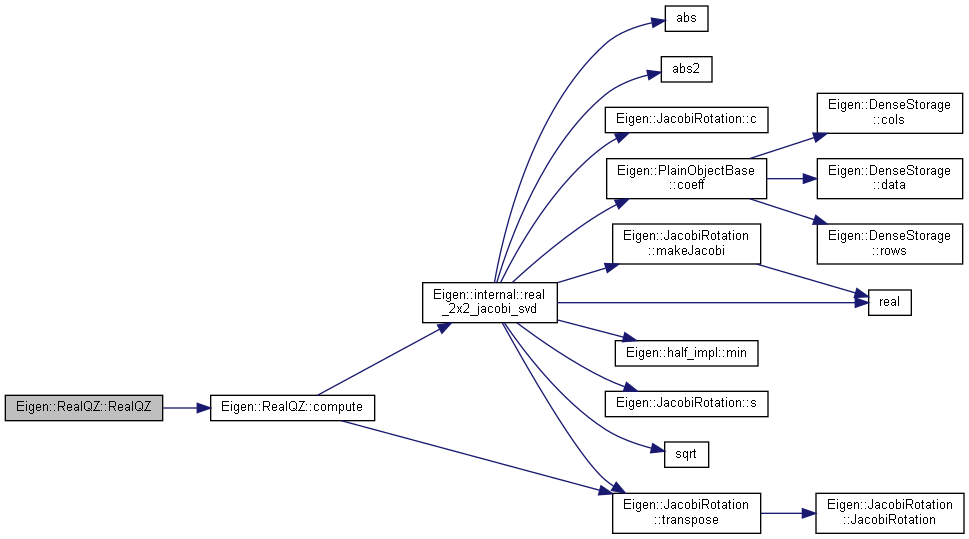 abs
abs2
Eigen::JacobiRotation::c
Eigen::DenseStorage
::cols
Eigen::PlainObjectBase
::coeff
Eigen::DenseStorage
::data
Eigen::JacobiRotation
::makeJacobi
Eigen::DenseStorage
::rows
Eigen::internal::real
_2x2_jacobi_svd
real
Eigen::half_impl::min
Eigen::RealQZ::RealQZ
Eigen::RealQZ::compute
Eigen::JacobiRotation::s
sqrt
Eigen::JacobiRotation
::transpose
Eigen::JacobiRotation
::JacobiRotation